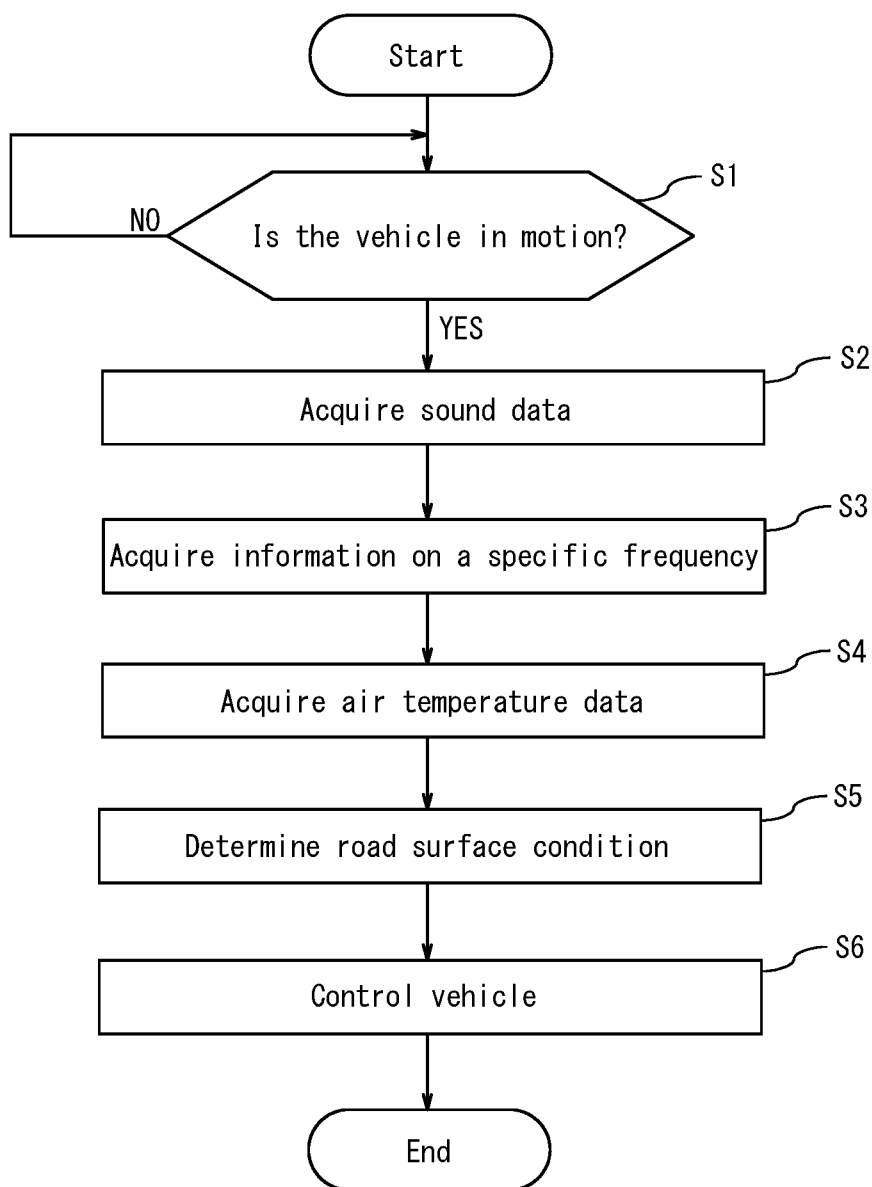 Start
S1
Is the vehicle in motion?
NO
YES
S2
Acquire sound data
S3
Acquire information on a specific frequency
S4
Acquire air temperature data
S5
Determine road surface condition
S6
Control vehicle
End